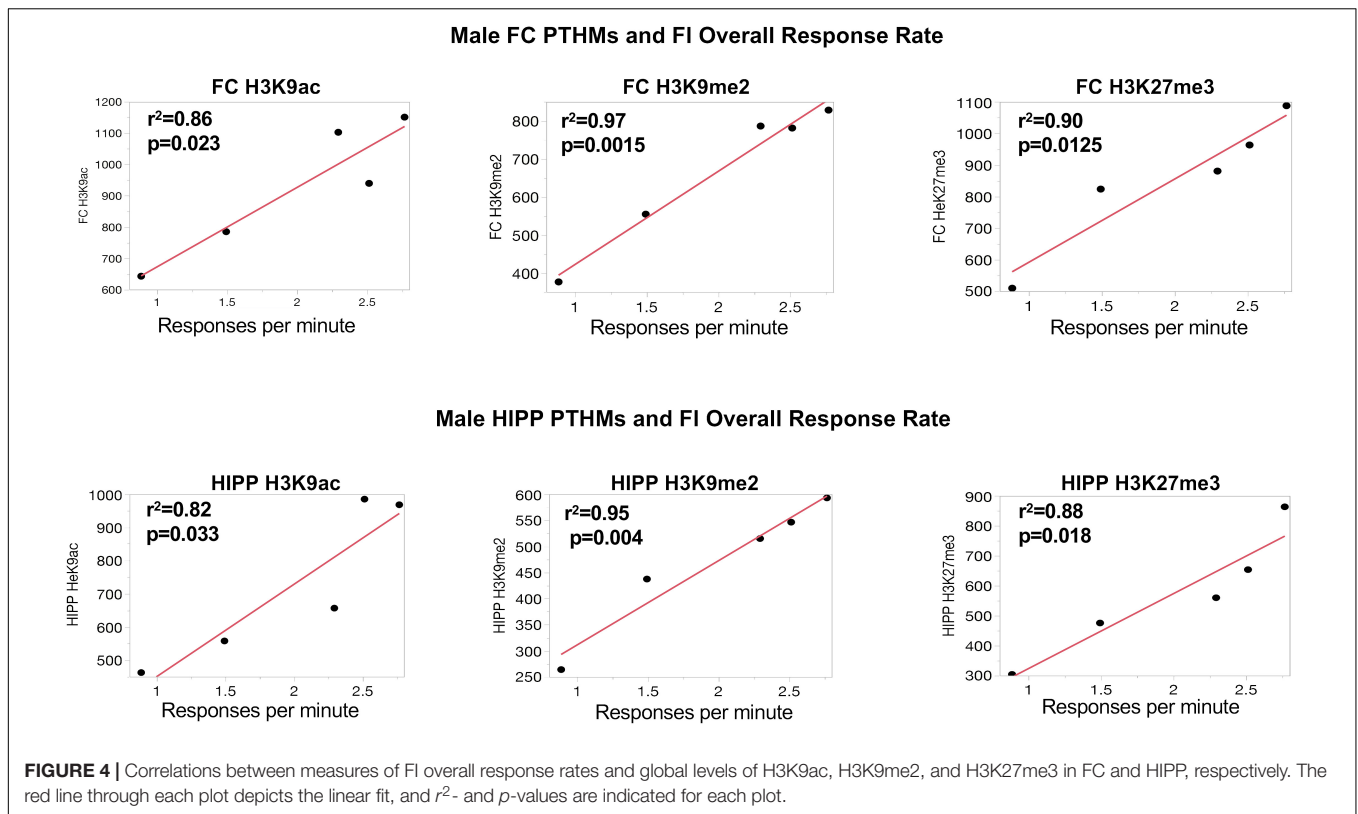 Male FC PTHMs and FI Overall Response Rate
FC H3K9ac
1200
1100
1000
900
800
700
600
FC H3K9ac
r²=0.86
p=0.023
1 1.5 2 2.5
Responses per minute
FC H3K9me2
800
700
600
500
400
FC H3K9me2
r²=0.97
p=0.0015
1 1.5 2 2.5
Responses per minute
FC H3K27me3
1100
1000
900
800
700
600
500
FC HeK27me3
r²=0.90
p=0.0125
1 1.5 2 2.5
Responses per minute
Male HIPP PTHMs and FI Overall Response Rate
HIPP H3K9ac
1000
900
800
700
600
500
HIPP HeK9ac
r²=0.82
p=0.033
1 1.5 2 2.5
Responses per minute
HIPP H3K9me2
600
550
500
450
400
350
300
250
HIPP H3K9me2
r²=0.95
p=0.004
1 1.5 2 2.5
Responses per minute
HIPP H3K27me3
900
800
700
600
500
400
300
HIPP H3K27me3
r²=0.88
p=0.018
1 1.5 2 2.5
Responses per minute
FIGURE 4 | Correlations between measures of FI overall response rates and global levels of H3K9ac, H3K9me2, and H3K27me3 in FC and HIPP, respectively. The
red line through each plot depicts the linear fit, and r²- and p-values are indicated for each plot.